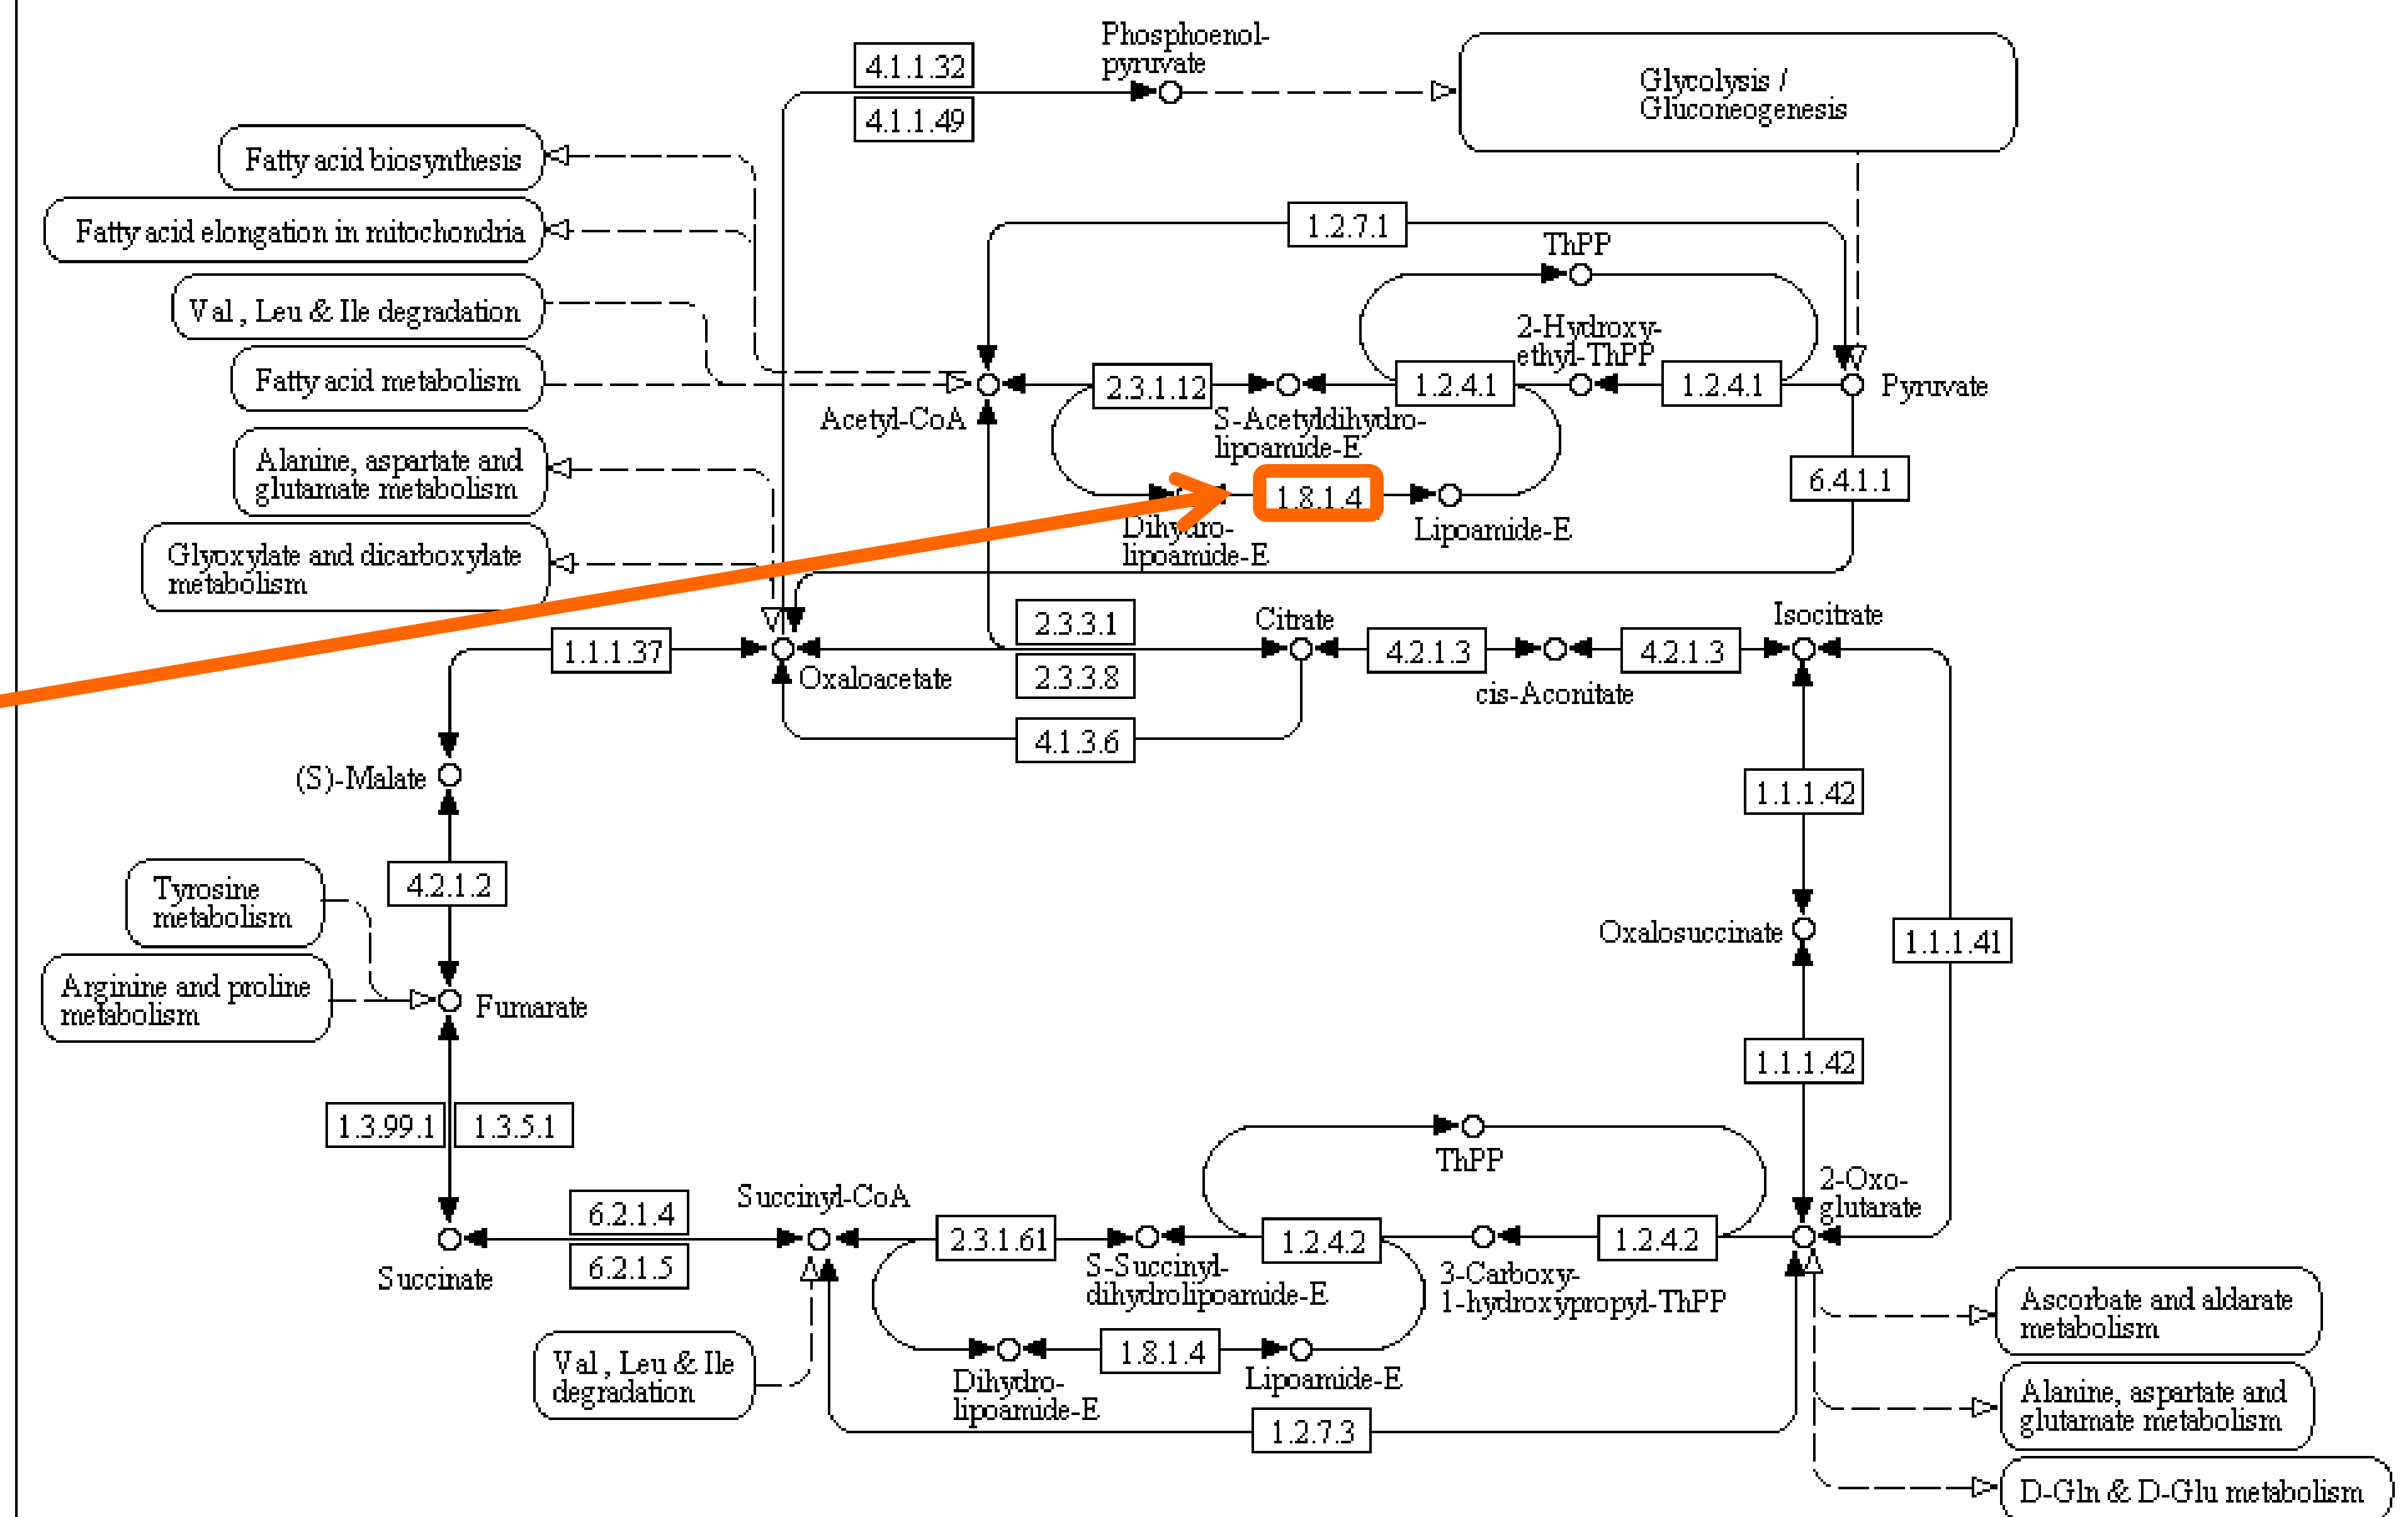 Phosphoenol-
pyruvate
4.1.1.32
4.1.1.49
Glycolysis /
Gluconeogenesis
Fatty acid biosynthesis
Fatty acid elongation in mitochondria
Val , Leu & Ile degradation
Fatty acid metabolism
Alanine, aspartate and
glutamate metabolism
Glyoxylate and dicarboxylate
metabolism
1.2.7.1
ThPP
2-Hydroxy-
ethyl-ThPP
Acetyl-CoA
2.3.1.12
S-Acetyldihydro-
lipoamide-E
1.2.4.1
1.2.4.1
Pyruvate
1.8.1.4
Dihydro-
lipoamide-E
Lipoamide-E
6.4.1.1
1.1.1.37
Oxaloacetate
2.3.3.1
2.3.3.8
4.1.3.6
Citrate
4.2.1.3
cis-Aconitate
4.2.1.3
Isocitrate
(S)-Malate
1.1.1.42
4.2.1.2
Tyrosine
metabolism
Arginine and proline
metabolism
Fumarate
Oxalosuccinate
1.1.1.41
1.1.1.42
1.3.99.1
1.3.5.1
ThPP
2-Oxo-
glutarate
Succinate
6.2.1.4
6.2.1.5
Succinyl-CoA
2.3.1.61
S-Succinyl-
dihydrolipoamide-E
1.2.4.2
3-Carboxy-
1-hydroxypropyl-ThPP
1.2.4.2
Val , Leu & Ile
degradation
Dihydro-
lipoamide-E
1.8.1.4
Lipoamide-E
1.2.7.3
Ascorbate and aldarate
metabolism
Alanine, aspartate and
glutamate metabolism
D-Gln & D-Glu metabolism